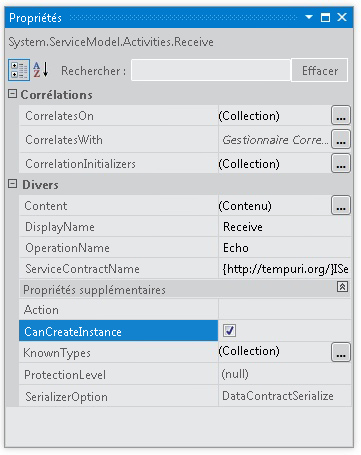 Propriétés
System.ServiceModel.Activities.Receive
Rechercher :
Effacer
Corrélations
CorrelatesOn (Collection) ...
CorrelatesWith Gestionnaire Corre... ...
CorrelationInitializers (Collection) ...
Divers
Content (Contenu) ...
DisplayName Receive
OperationName Echo
ServiceContractName {http://tempuri.org/}ISe
Propriétés supplémentaires
Action
CanCreateInstance
KnownTypes (Collection) ...
ProtectionLevel (null)
SerializerOption DataContractSerialize